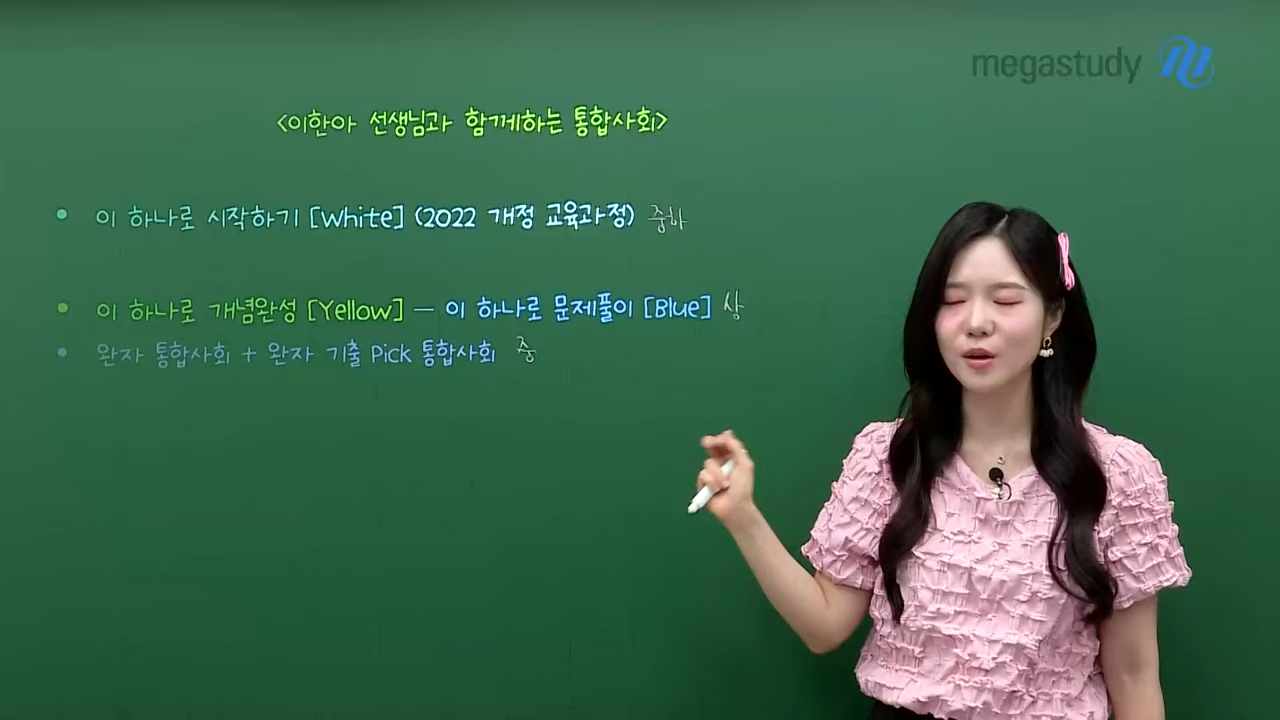 megastudy
<이한아 선생님과 함께하는 통합사회>
• 이 하나로 시작하기 [White] (2022 개정 교육과정) 중하
• 이 하나로 개념완성 [Yellow] – 이 하나로 문제풀이 [Blue] 상
• 완자 통합사회 + 완자 기출 Pick 통합사회 중